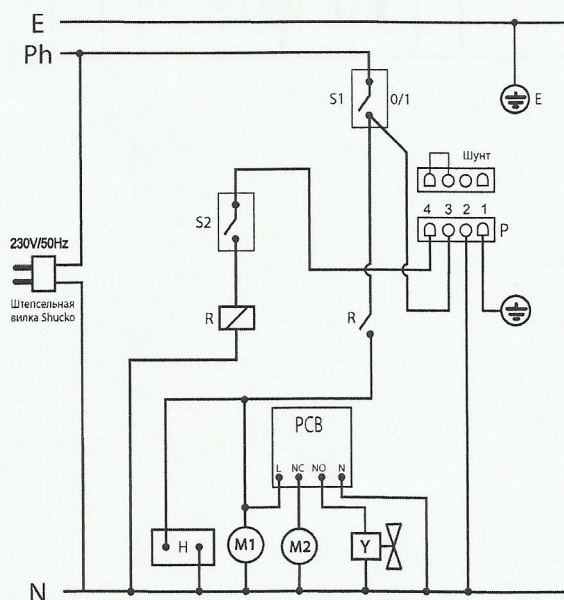 E
Ph
S1
0/1
E
Шунт
4 3 2 1
P
S2
230V/50Hz
Штепсельная
вилка Shucko
R
R
PCB
L NC NO N
H
M1
M2
Y
N